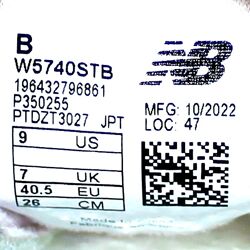 B
W5740STB
196432796861
P350255
PTDZT3027 JPT
9 US
7 UK
40.5 EU
26 CM
NB
MFG: 10/2022
LOC: 47